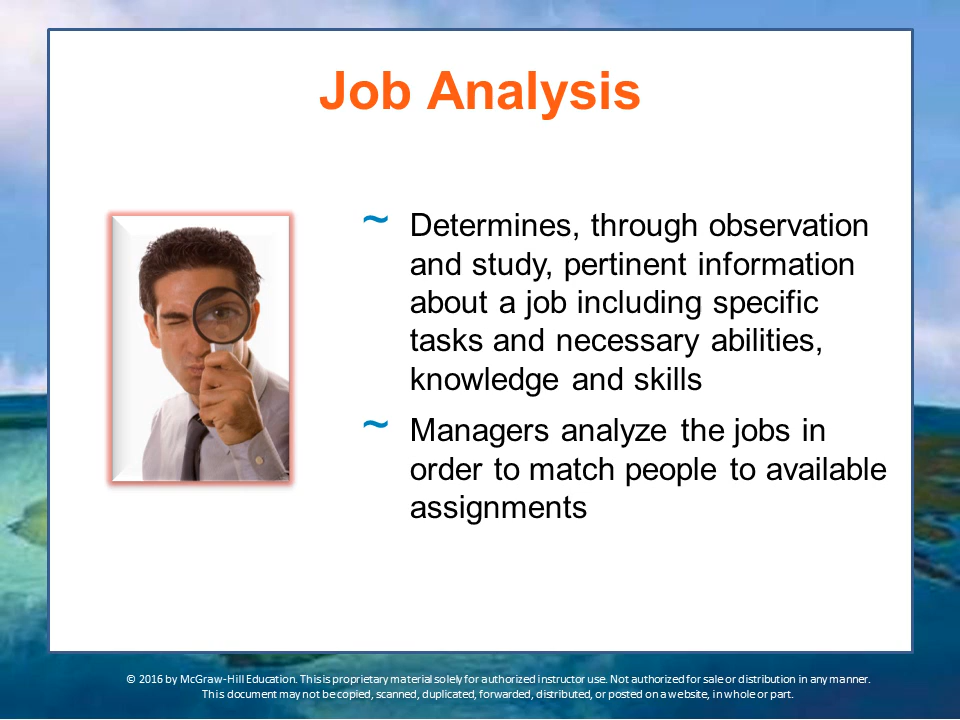 Job Analysis
~ Determines, through observation
and study, pertinent information
about a job including specific
tasks and necessary abilities,
knowledge and skills
~ Managers analyze the jobs in
order to match people to available
assignments
© 2016 by McGraw-Hill Education. This is proprietary material solely for authorized instructor use. Not authorized for sale or distribution in any manner.
This document may not be copied, scanned, duplicated, forwarded, distributed, or posted on a website, in whole or part.